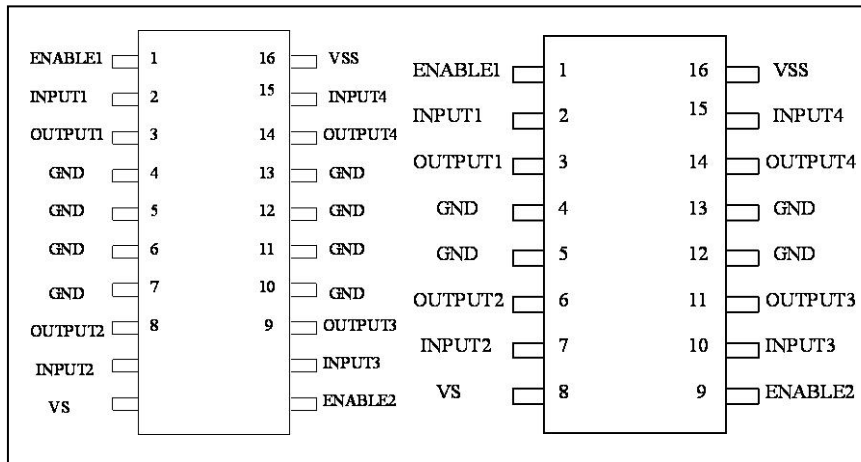 ENABLE1 1 16 VSS
INPUT1 2 15 INPUT4
OUTPUT1 3 14 OUTPUT4
GND 4 13 GND
GND 5 12 GND
GND 6 11 GND
GND 7 10 GND
OUTPUT2 8 9 OUTPUT3
INPUT2 INPUT3
VS ENABLE2
ENABLE1 1 16 VSS
INPUT1 2 15 INPUT4
OUTPUT1 3 14 OUTPUT4
GND 4 13 GND
GND 5 12 GND
OUTPUT2 6 11 OUTPUT3
INPUT2 7 10 INPUT3
VS 8 9 ENABLE2